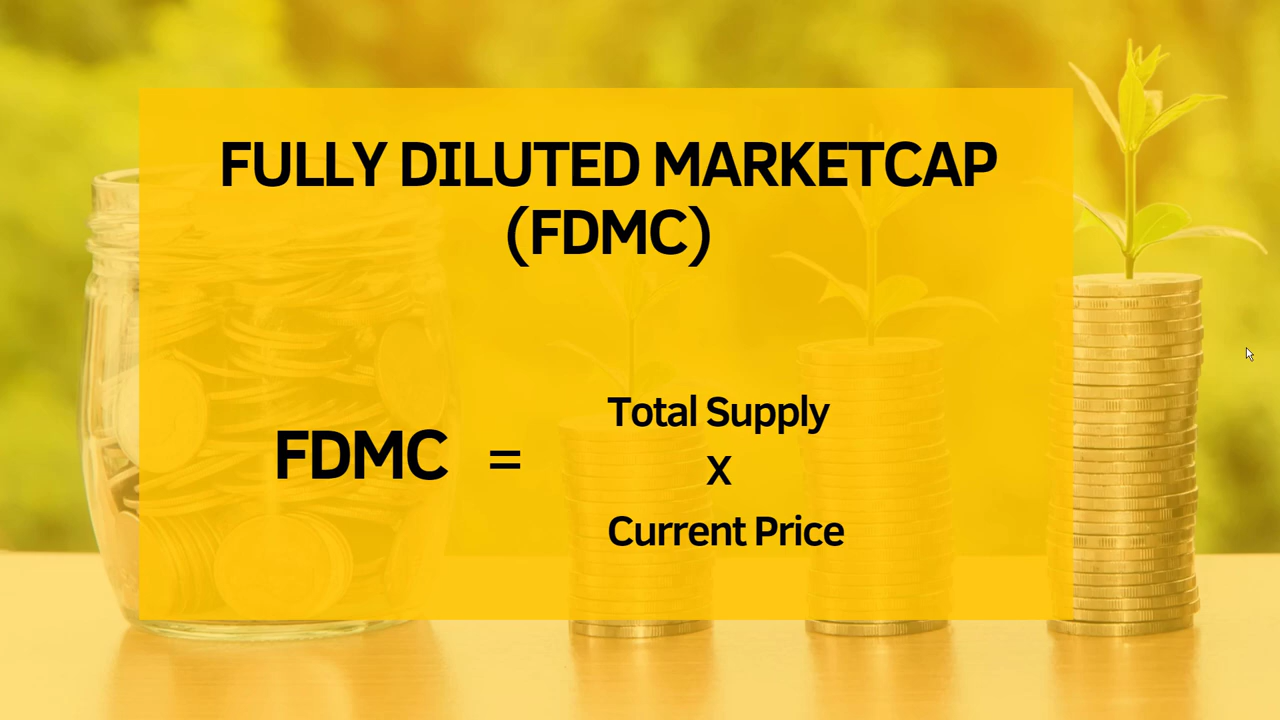 FULLY DILUTED MARKETCAP
(FDMC)
FDMC =
Total Supply
X
Current Price